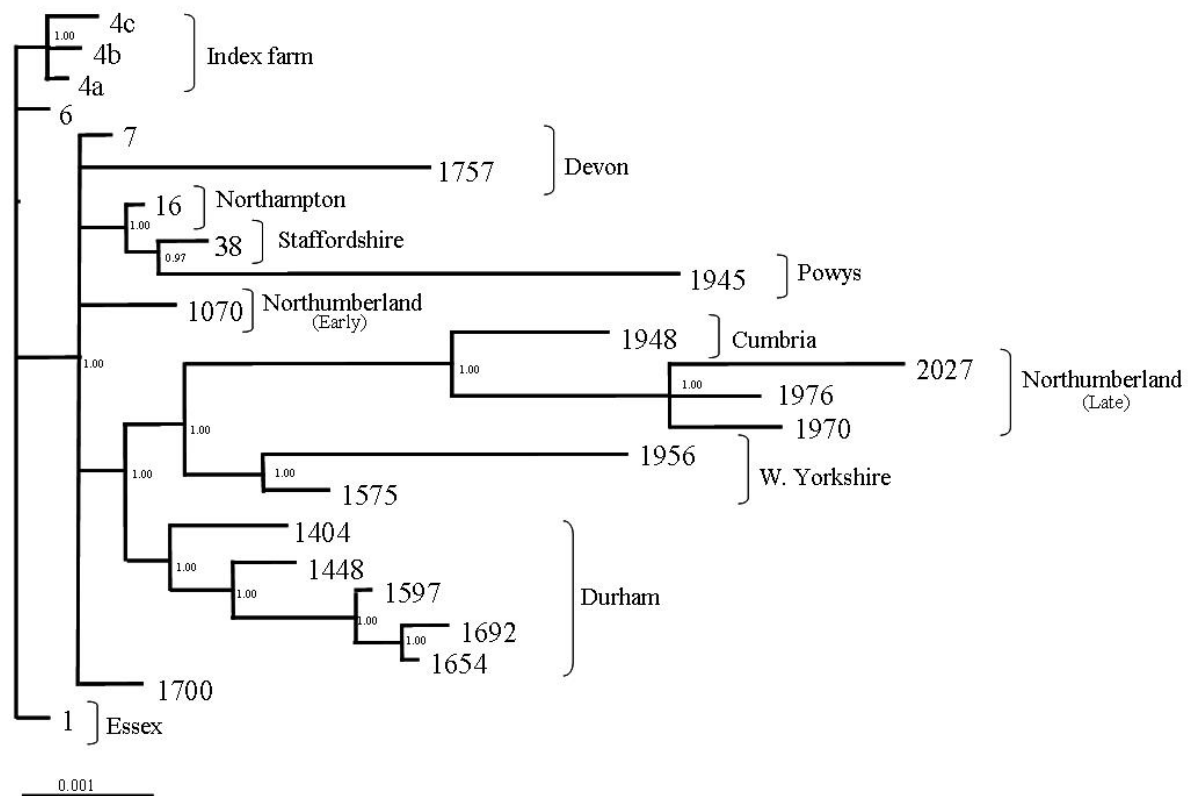 4c
1.00
4b
Index farm
4a
6
7
1757
Devon
16
Northampton
1.00
38
Staffordshire
0.97
1945
Powys
1070
Northumberland
(Early)
1948
Cumbria
1.00
1.00
2027
1.00
1976
Northumberland
(Late)
1970
1.00
1956
1.00
1.00
W. Yorkshire
1575
1404
1.00
1448
1.00
1597
Durham
1.00
1692
1.00
1654
1700
1
Essex
0.001